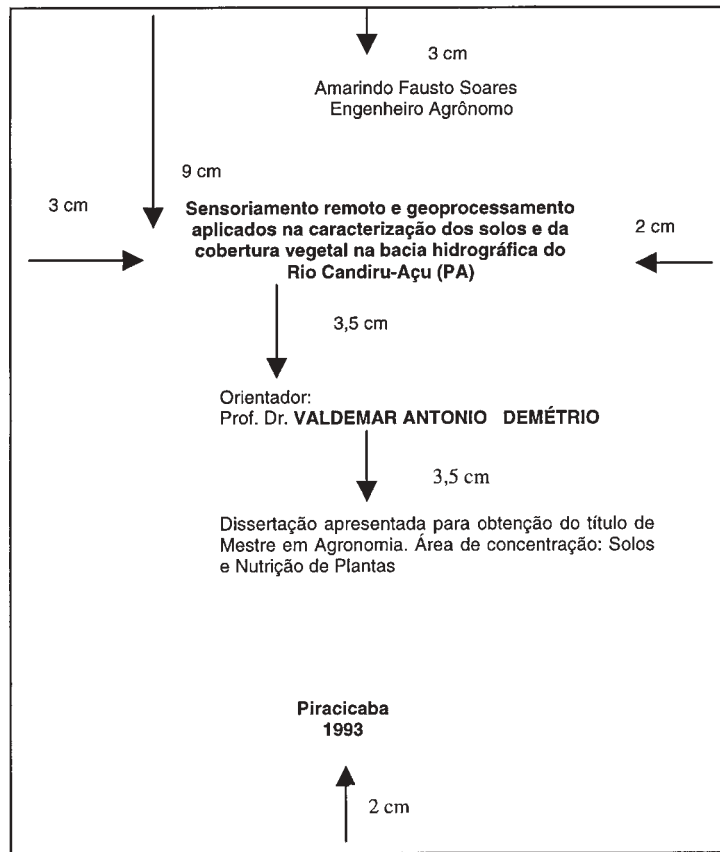 3 cm
Amarindo Fausto Soares
Engenheiro Agrônomo
9 cm
3 cm
Sensoriamento remoto e geoprocessamento
aplicados na caracterização dos solos e da
cobertura vegetal na bacia hidrográfica do
Rio Candiru-Açu (PA)
2 cm
3,5 cm
Orientador:
Prof. Dr. VALDEMAR ANTONIO DEMÉTRIO
3,5 cm
Dissertação apresentada para obtenção do título de
Mestre em Agronomia. Área de concentração: Solos
e Nutrição de Plantas
Piracicaba
1993
2 cm